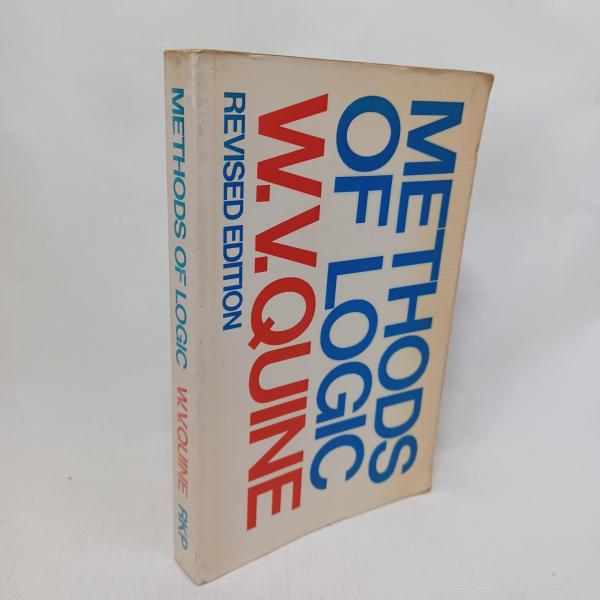 METHODS
OF LOGIC
W.V.QUINE
REVISED EDITION
METHODS OF LOGIC W.V.QUINE RKP